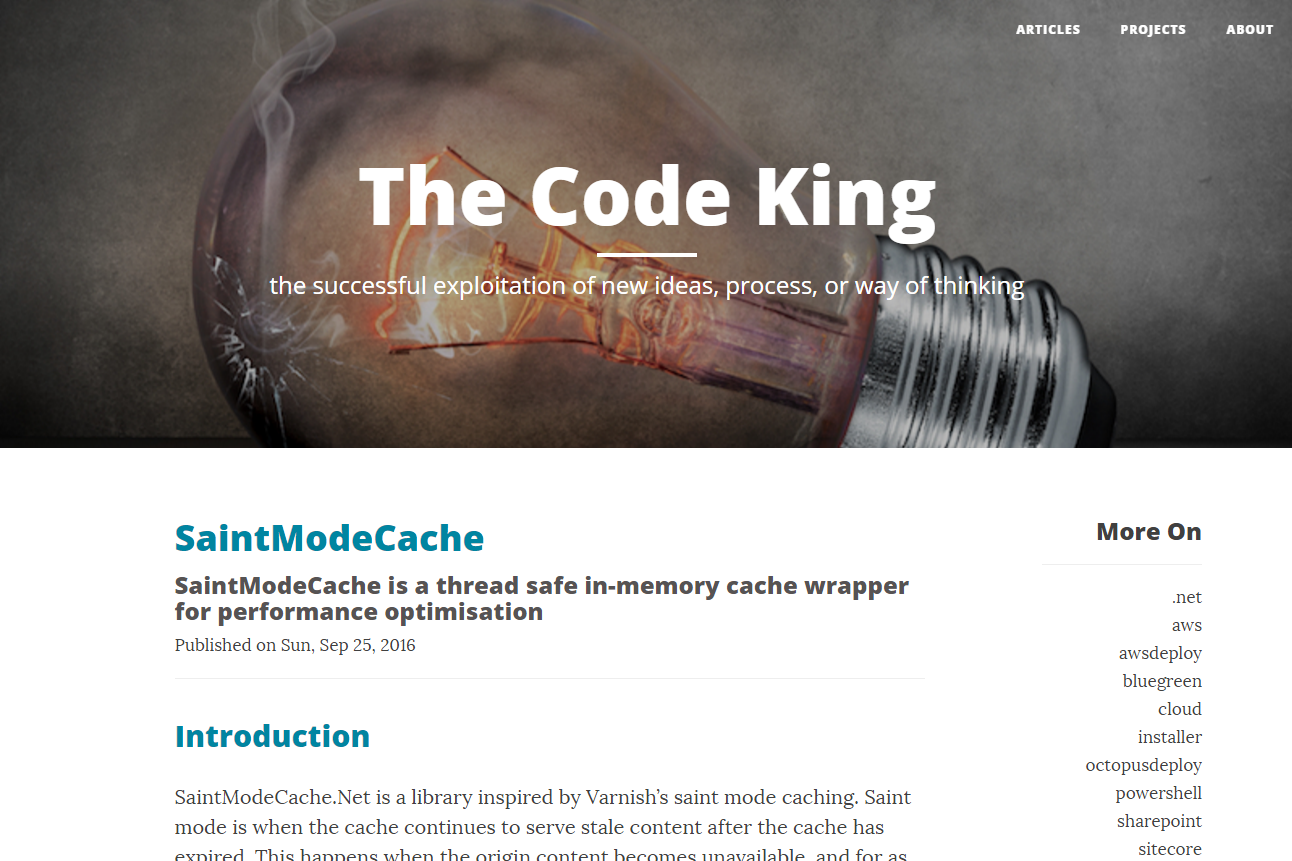 ARTICLES PROJECTS ABOUT
The Code King
the successful exploitation of new ideas, process, or way of thinking
SaintModeCache
SaintModeCache is a thread safe in-memory cache wrapper
for performance optimisation
Published on Sun, Sep 25, 2016
Introduction
SaintModeCache.Net is a library inspired by Varnish’s saint mode caching. Saint
mode is when the cache continues to serve stale content after the cache has
expired. This happens when the origin content becomes unavailable, and for as
More On
.net
aws
awsdeploy
bluegreen
cloud
installer
octopusdeploy
powershell
sharepoint
sitecore